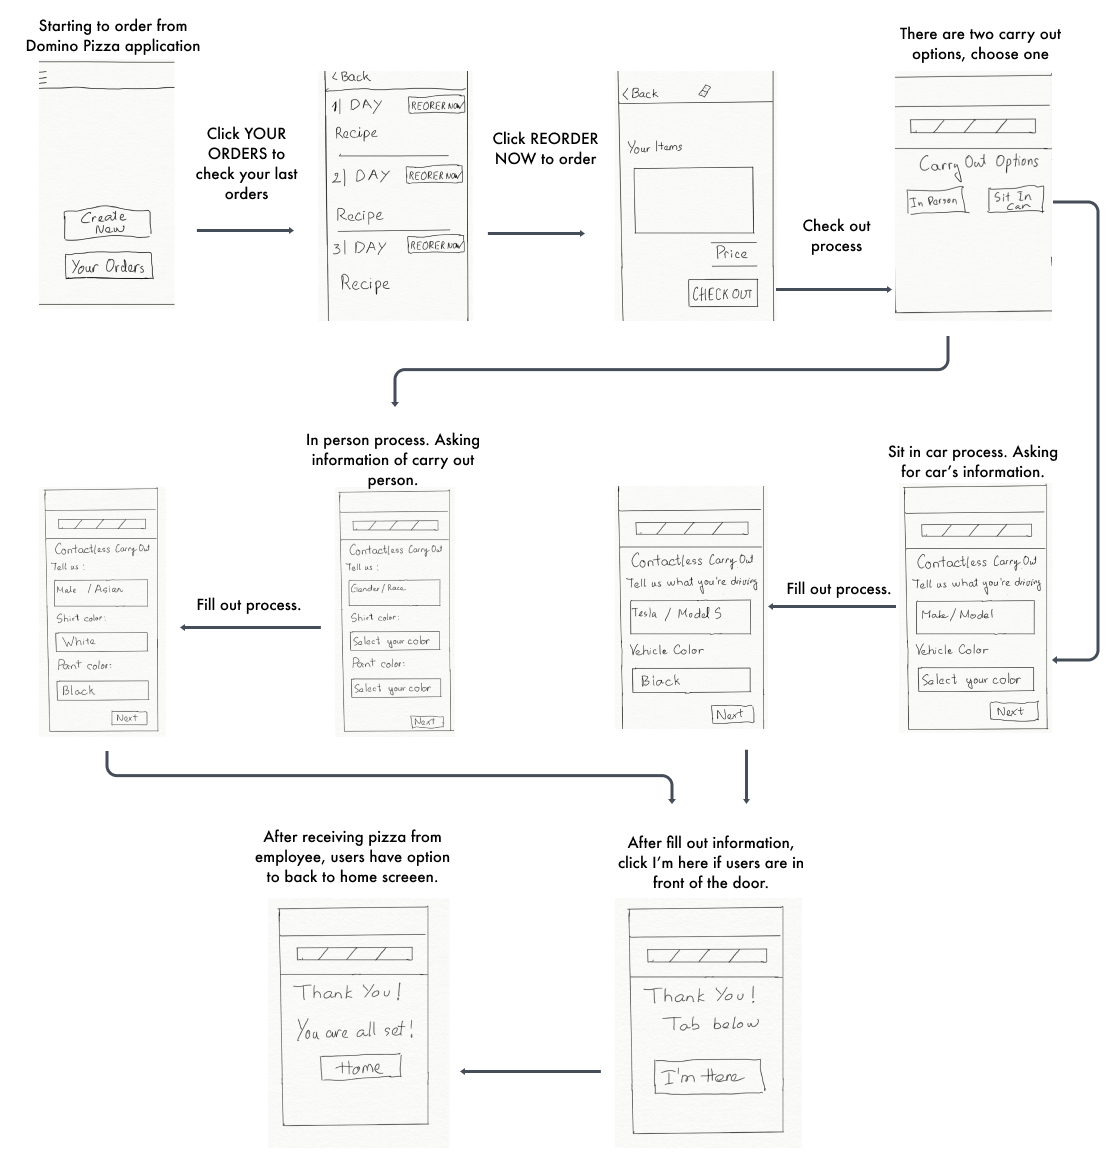 Starting to order from
Domino Pizza application
Create
New
Your Orders
Click YOUR
ORDERS to
check your last
orders
<Back
1| DAY REORER NOW
Recipe
2| DAY REORER NOW
Recipe
3| DAY REORER NOW
Recipe
Click REORDER
NOW to order
<Back
Your Items
Price
CHECK OUT
Check out
process
There are two carry out
options, choose one
Carry Out Options
In Person
Sit In
Car
In person process. Asking
information of carry out
person.
Sit in car process. Asking
for car's information.
Contactless Carry Out
Tell us :
Male / Asian
Shirt color:
White
Pant color:
Black
Next
Fill out process.
Contactless Carry Out
Tell us :
Gander/Race
Shirt color:
Select your color
Pant color:
Select your color
Next
Contactless Carry Out
Tell us what you're driving
Tesla / Model S
Vehicle Color
Black
Next
Fill out process.
Contactless Carry Out
Tell us what you're driving
Make/Model
Vehicle Color
Select your color
Next
After receiving pizza from
employee, users have option
to back to home screeen.
Thank You!
You are all set!
Home
After fill out information,
click I'm here if users are in
front of the door.
Thank You!
Tab below
I'm Here